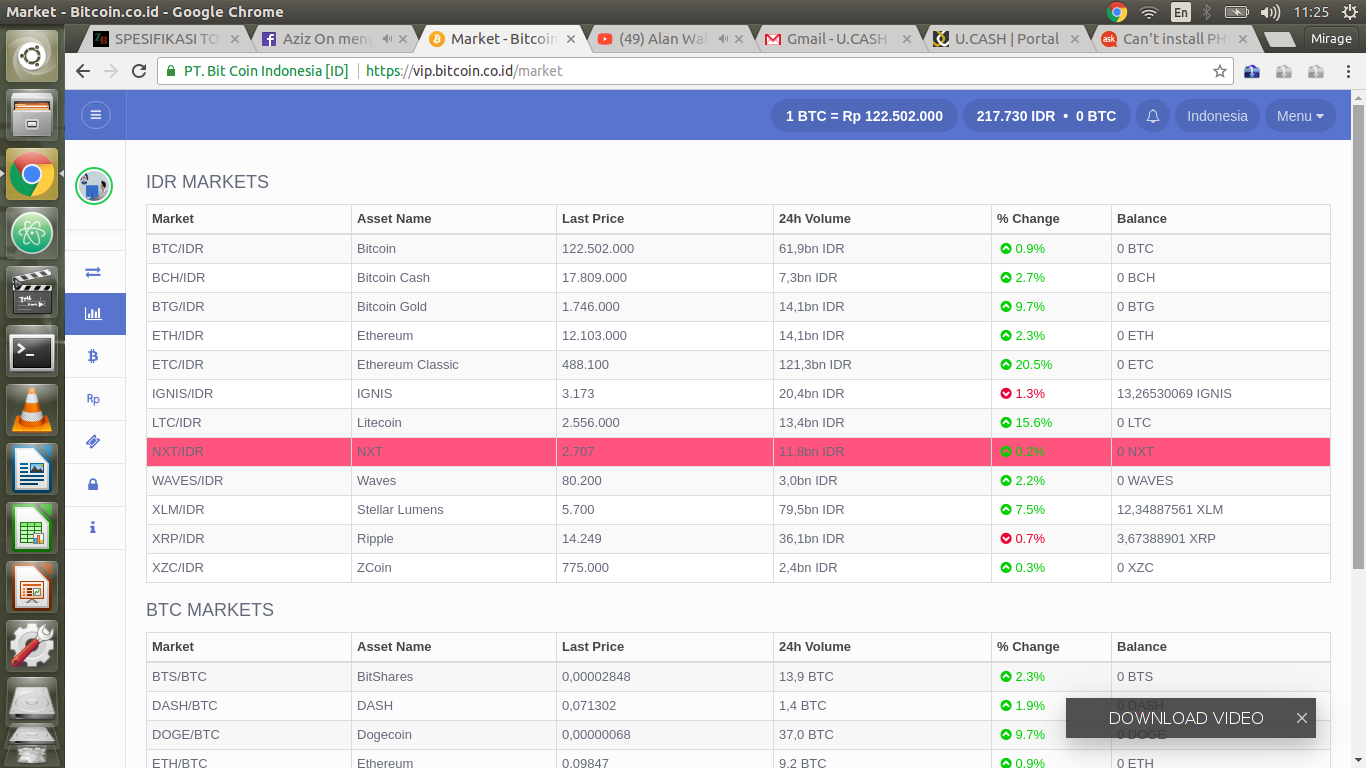 Market - Bitcoin.co.id - Google Chrome
En
11:25
SPESIFIKASI TO
Aziz On meng
Market - Bitcoin
(49) Alan Wal
Gmail - U.CASH
U.CASH | Portal
ask
Can't install PH
Mirage
PT. Bit Coin Indonesia [ID]
https://vip.bitcoin.co.id/market
1 BTC = Rp 122.502.000
217.730 IDR • 0 BTC
Indonesia
Menu
Rp
IDR MARKETS
Market Asset Name Last Price 24h Volume % Change Balance
BTC/IDR Bitcoin 122.502.000 61,9bn IDR 0.9% 0 BTC
BCH/IDR Bitcoin Cash 17.809.000 7,3bn IDR 2.7% 0 BCH
BTG/IDR Bitcoin Gold 1.746.000 14,1bn IDR 9.7% 0 BTG
ETH/IDR Ethereum 12.103.000 14,1bn IDR 2.3% 0 ETH
ETC/IDR Ethereum Classic 488.100 121,3bn IDR 20.5% 0 ETC
IGNIS/IDR IGNIS 3.173 20,4bn IDR 1.3% 13,26530069 IGNIS
LTC/IDR Litecoin 2.556.000 13,4bn IDR 15.6% 0 LTC
NXT/IDR NXT 2.707 11,8bn IDR 0.2% 0 NXT
WAVES/IDR Waves 80.200 3,0bn IDR 2.2% 0 WAVES
XLM/IDR Stellar Lumens 5.700 79,5bn IDR 7.5% 12,34887561 XLM
XRP/IDR Ripple 14.249 36,1bn IDR 0.7% 3,67388901 XRP
XZC/IDR ZCoin 775.000 2,4bn IDR 0.3% 0 XZC
BTC MARKETS
Market Asset Name Last Price 24h Volume % Change Balance
BTS/BTC BitShares 0,00002848 13,9 BTC 2.3% 0 BTS
DASH/BTC DASH 0,071302 1,4 BTC 1.9% 0 DASH
DOWNLOAD VIDEO
DOGE/BTC Dogecoin 0,00000068 37,0 BTC 9.7% 0 DOGE
ETH/BTC Ethereum 0,09847 9,2 BTC 0.9% 0 ETH